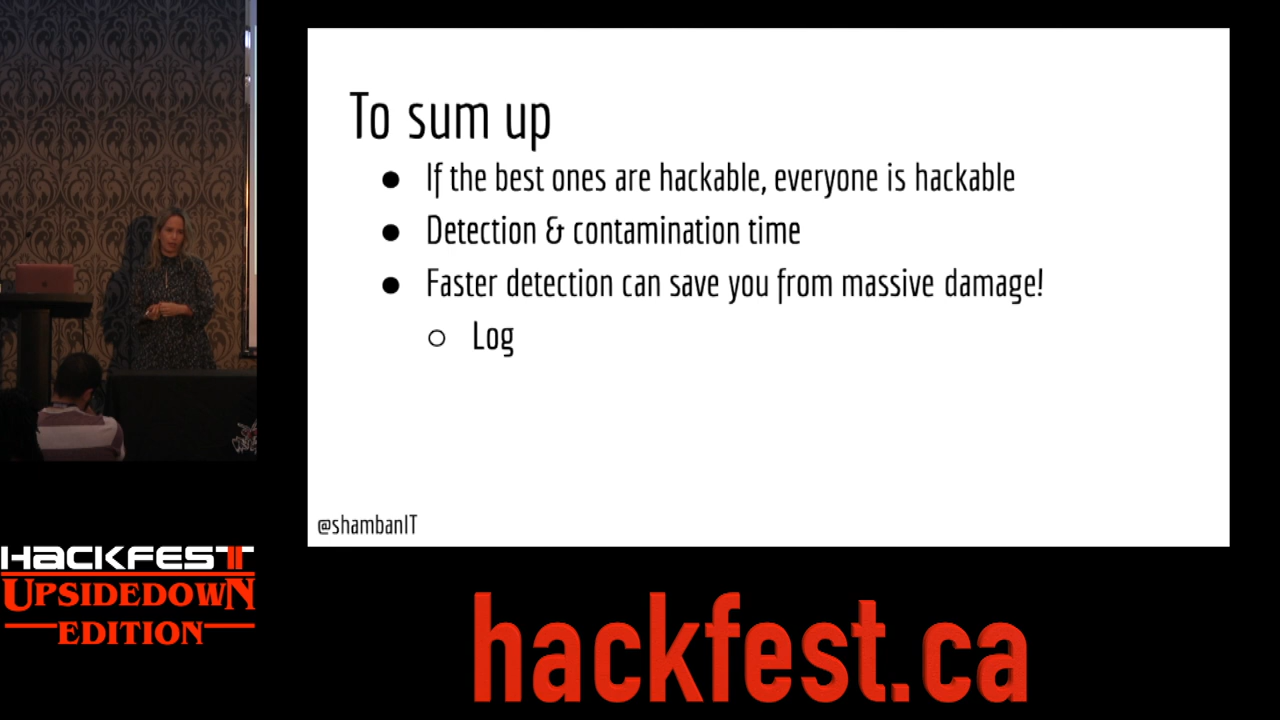 To sum up
● If the best ones are hackable, everyone is hackable
● Detection & contamination time
● Faster detection can save you from massive damage!
○ Log
@shambanIT
HACKFEST
UPSIDEDOWN
EDITION
hackfest.ca